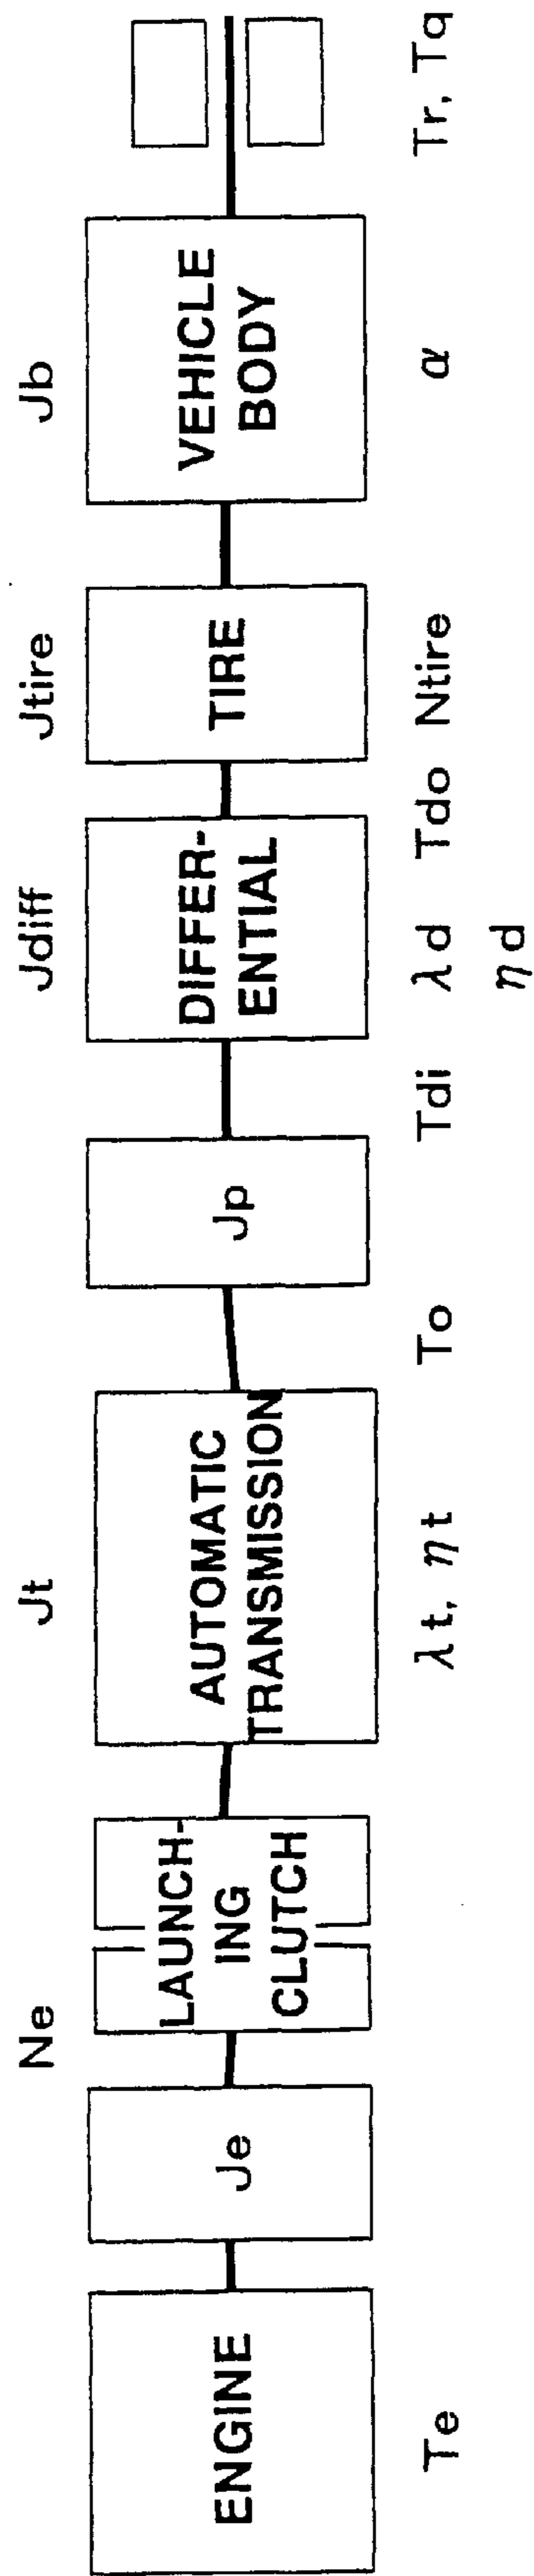 Ne
Jt
Jdiff
Jtire
Jb
ENGINE
Je
LAUNCH-
ING
CLUTCH
AUTOMATIC
TRANSMISSION
Jp
DIFFER-
ENTIAL
TIRE
VEHICLE
BODY
Te
λt, ηt
To
Tdi
λd
ηd
Tdo
Ntire
α
Tr, Tq